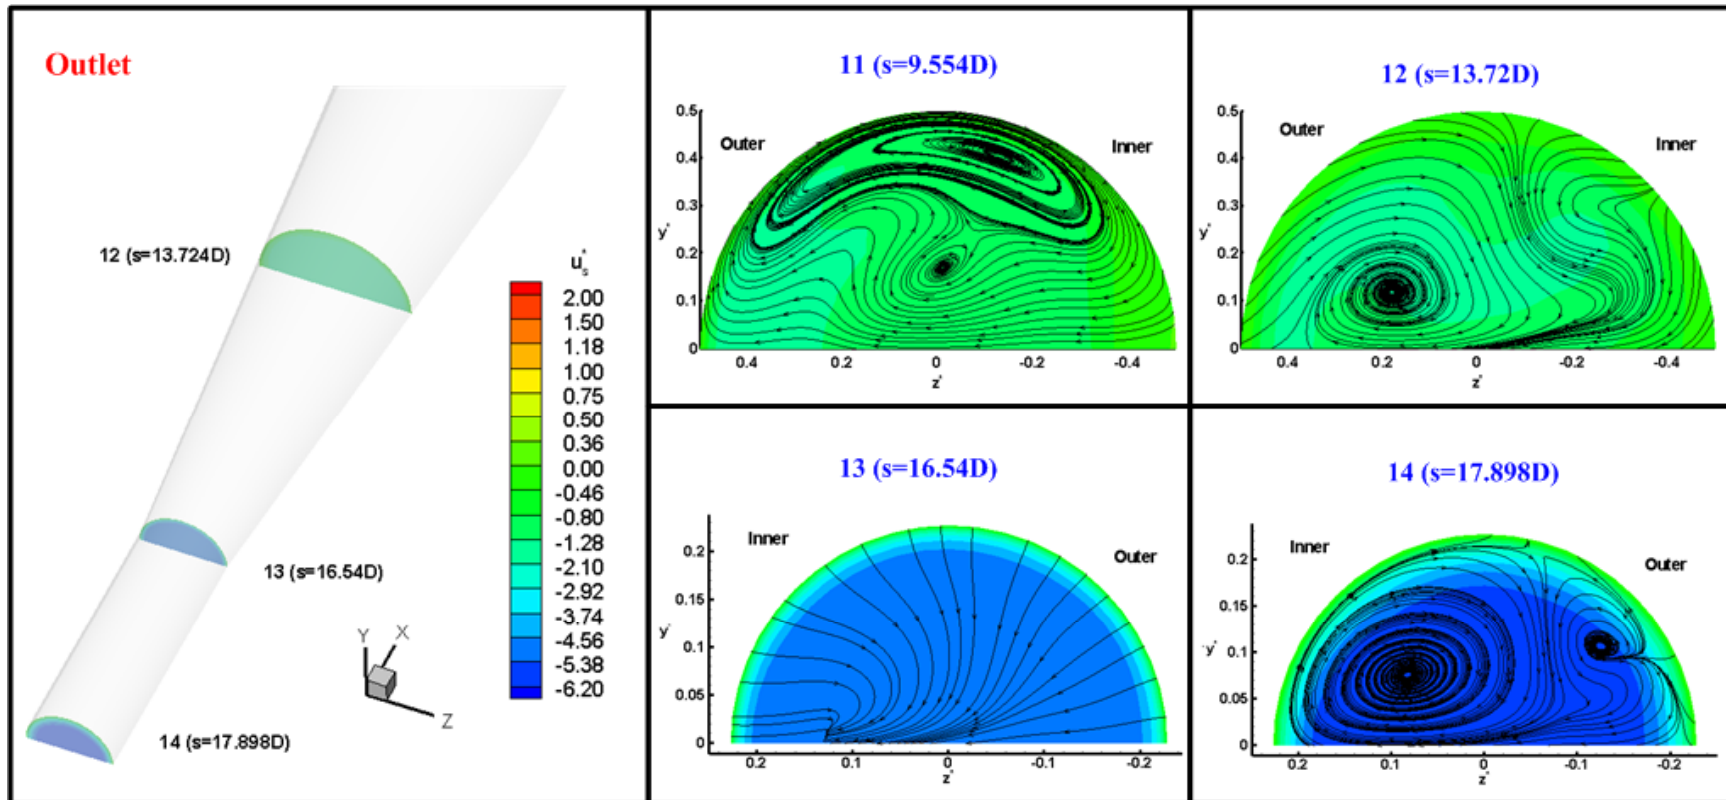 Outlet
12 (s=13.724D)
13 (s=16.54D)
14 (s=17.898D)
Y
X
Z
u*s
2.00
1.50
1.18
1.00
0.75
0.50
0.36
0.00
-0.46
-0.80
-1.28
-2.10
-2.92
-3.74
-4.56
-5.38
-6.20
11 (s=9.554D)
Outer
Inner
0.5
0.4
0.3
y*
0.2
0.1
0
0.4 0.2 0 -0.2 -0.4
z*
12 (s=13.72D)
Outer
Inner
0.5
0.4
0.3
y*
0.2
0.1
0
0.4 0.2 0 -0.2 -0.4
z*
13 (s=16.54D)
Inner
Outer
0.2
0.15
y*
0.1
0.05
0
0.2 0.1 0 -0.1 -0.2
z*
14 (s=17.898D)
Inner
Outer
0.2
0.15
y*
0.1
0.05
0
0.2 0.1 0 -0.1 -0.2
z*